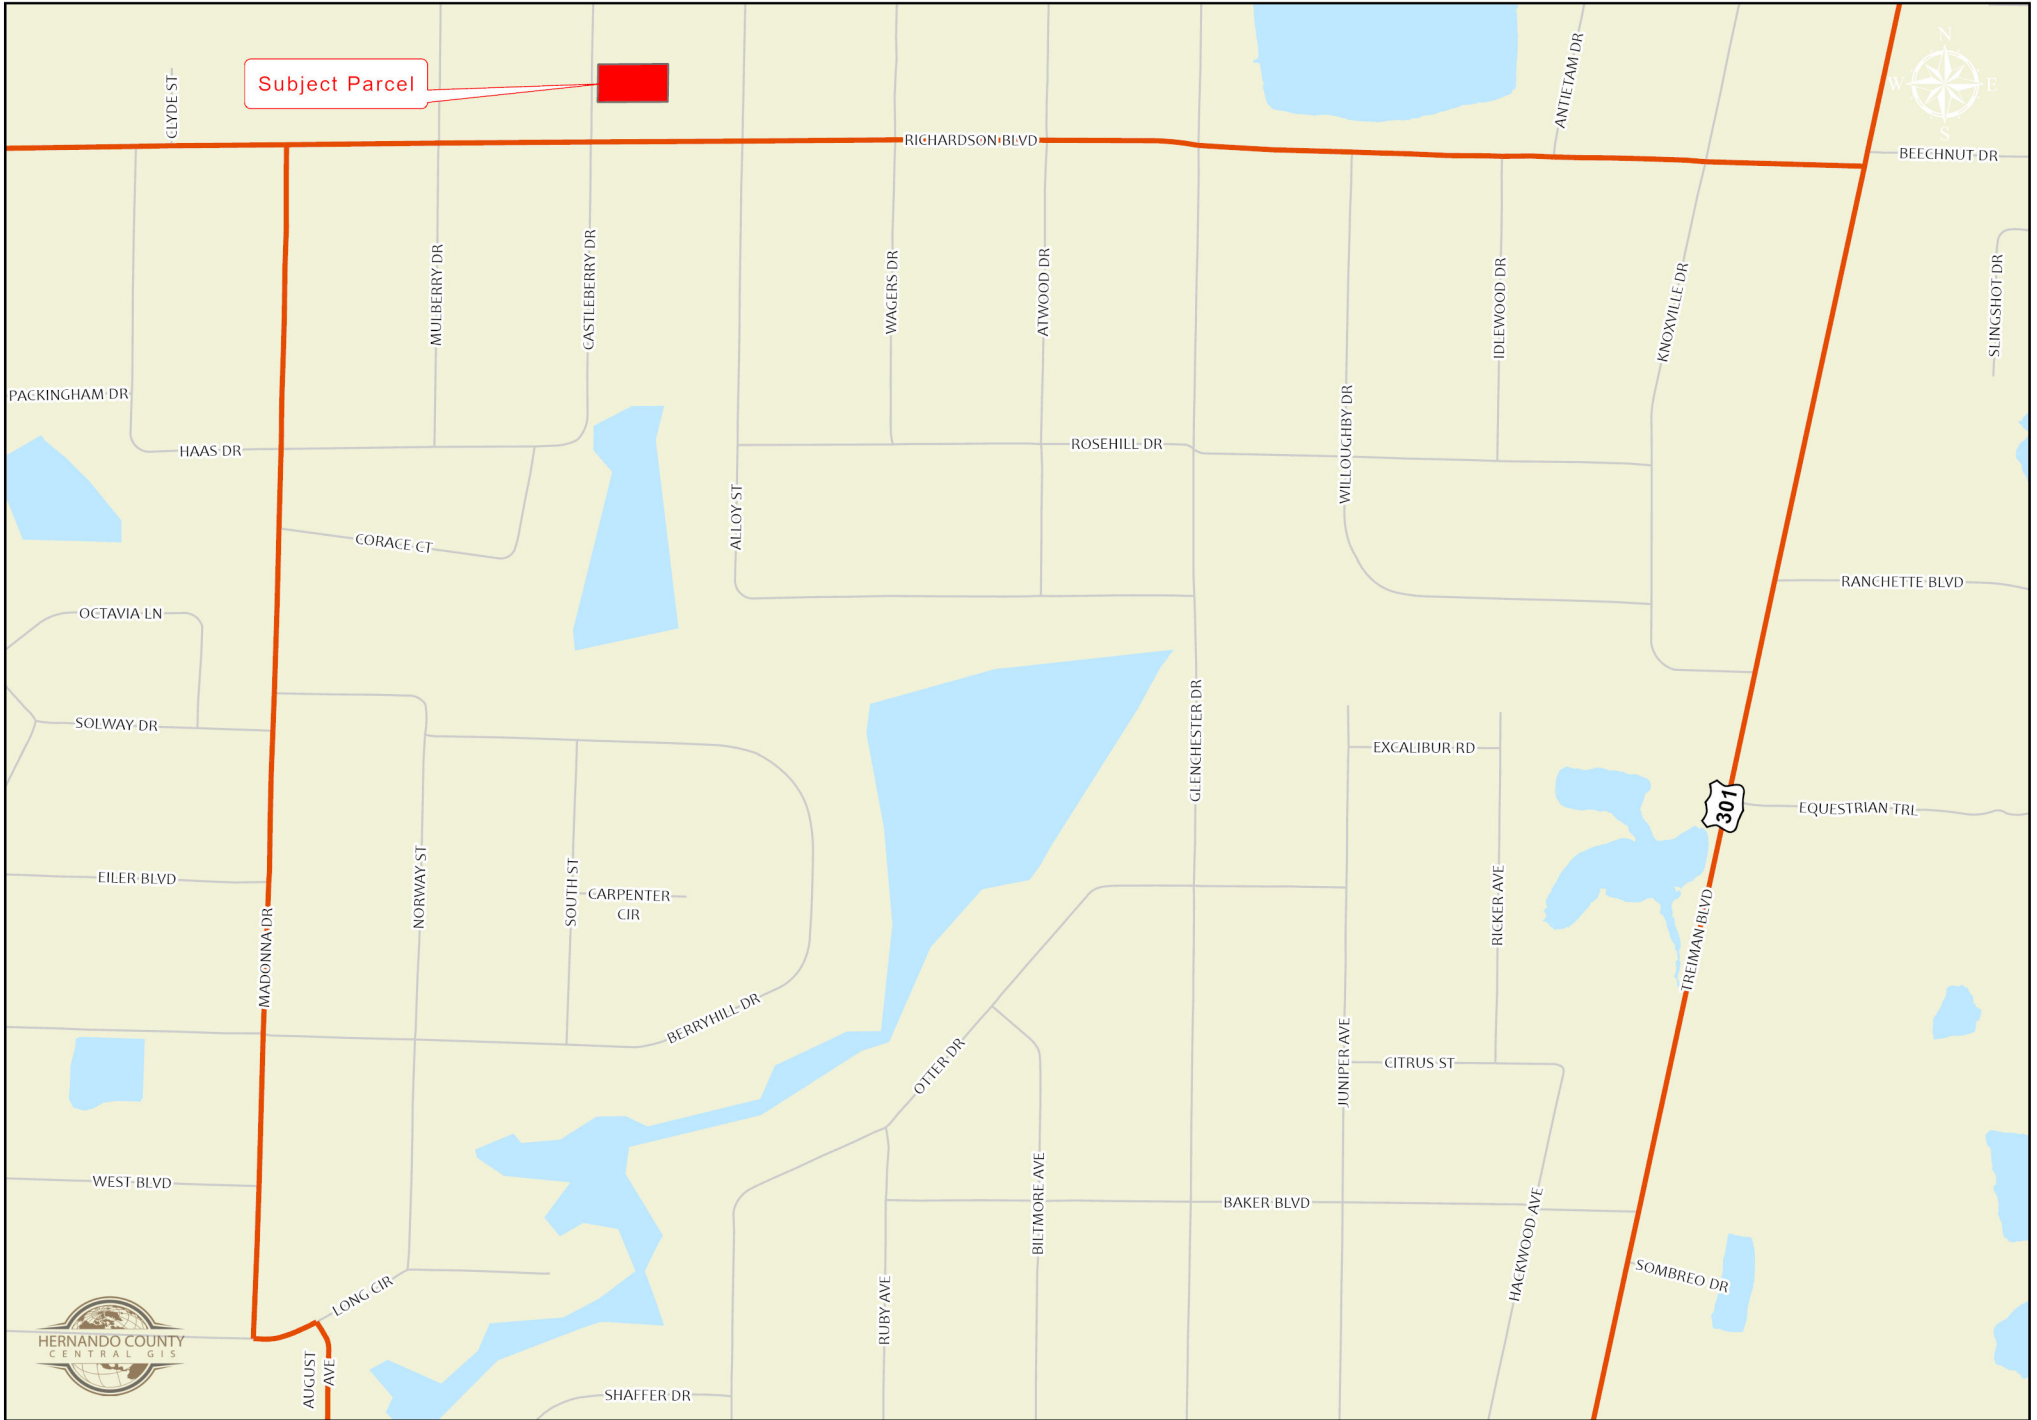 N
W
E
S
Subject Parcel
CLYDE ST
ANTIETAM DR
RICHARDSON BLVD
BEECHNUT DR
MULBERRY DR
CASTLEBERRY DR
WAGERS DR
ATWOOD DR
IDLEWOOD DR
KNOXVILLE DR
SLINGSHOT DR
PACKINGHAM DR
HAAS DR
ROSEHILL DR
WILLOUGHBY DR
ALLOY ST
CORACE CT
RANCHETTE BLVD
OCTAVIA LN
SOLWAY DR
GLENCHESTER DR
EXCALIBUR RD
301
EQUESTRIAN TRL
EILER BLVD
NORWAY ST
SOUTH ST
CARPENTER
CIR
RICKER AVE
TREIMAN BLVD
MADONNA DR
BERRYHILL DR
OTTER DR
JUNIPER AVE
CITRUS ST
WEST BLVD
BILTMORE AVE
BAKER BLVD
HACKWOOD AVE
SOMBREO DR
LONG CIR
RUBY AVE
HERNANDO COUNTY
CENTRAL GIS
AUGUST
AVE
SHAFFER DR